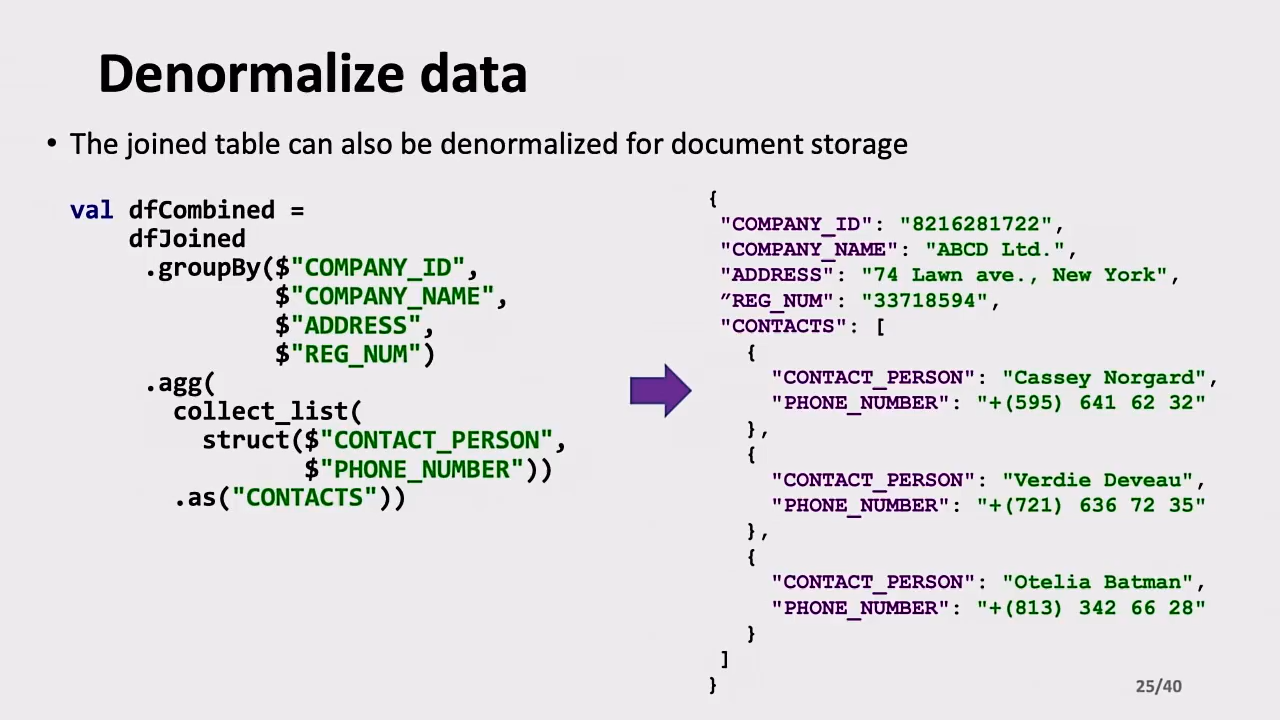 Denormalize data
• The joined table can also be denormalized for document storage
val dfCombined =
dfJoined
.groupBy($"COMPANY_ID",
$"COMPANY_NAME",
$"ADDRESS",
$"REG_NUM")
.agg(
collect_list(
struct($"CONTACT_PERSON",
$"PHONE_NUMBER"))
.as("CONTACTS"))
{
"COMPANY_ID": "8216281722",
"COMPANY_NAME": "ABCD Ltd.",
"ADDRESS": "74 Lawn ave., New York",
”REG_NUM": "33718594",
"CONTACTS": [
{
"CONTACT_PERSON": "Cassey Norgard",
"PHONE_NUMBER": "+(595) 641 62 32"
},
{
"CONTACT_PERSON": "Verdie Deveau",
"PHONE_NUMBER": "+(721) 636 72 35"
},
{
"CONTACT_PERSON": "Otelia Batman",
"PHONE_NUMBER": "+(813) 342 66 28"
}
]
}
25/40